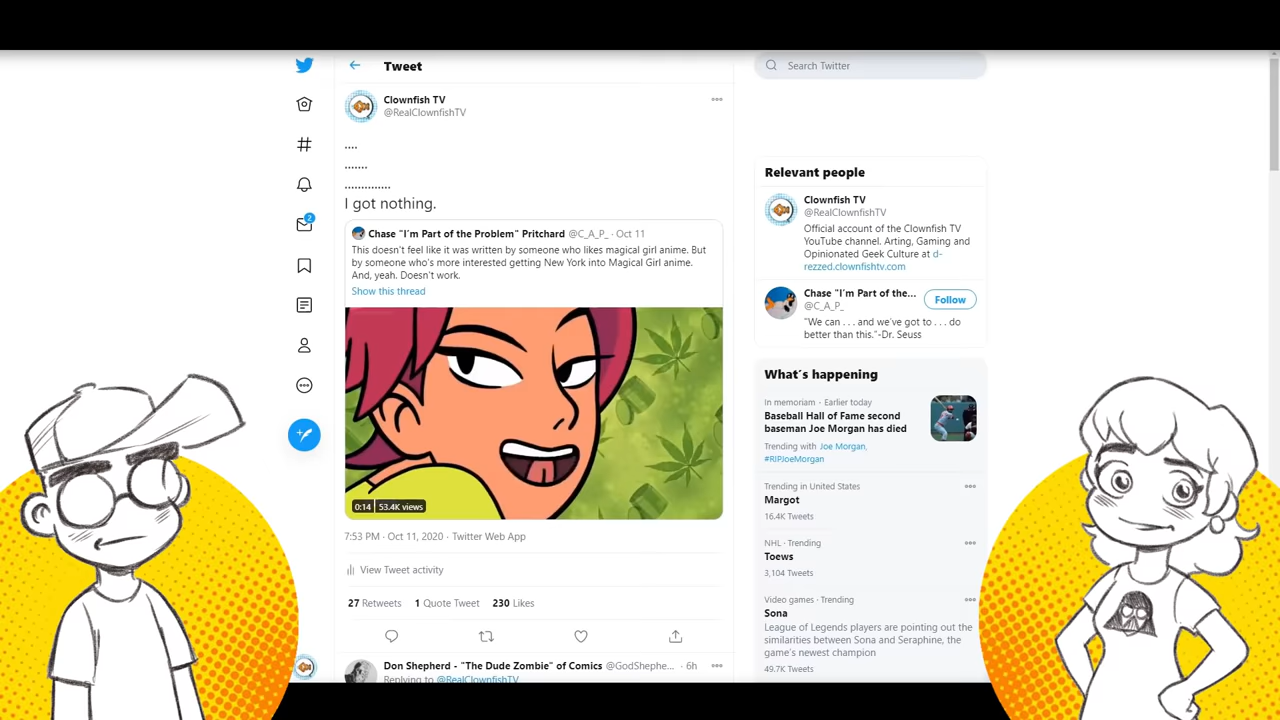 Tweet
Clownfish TV
@RealClownfishTV
....
.......
..............
I got nothing.
Chase "I'm Part of the Problem" Pritchard @C_A_P_ · Oct 11
This doesn't feel like it was written by someone who likes magical girl anime. But
by someone who's more interested getting New York into Magical Girl anime.
And, yeah. Doesn't work.
Show this thread
0:14 53.4K views
7:53 PM · Oct 11, 2020 · Twitter Web App
View Tweet activity
27 Retweets 1 Quote Tweet 230 Likes
Don Shepherd - "The Dude Zombie" of Comics @GodShephe... · 6h
Replying to @RealClownfishTV
2
Search Twitter
Relevant people
Clownfish TV
@RealClownfishTV
Official account of the Clownfish TV
YouTube channel. Arting, Gaming and
Opinionated Geek Culture at d-
rezzed.clownfishtv.com
Chase "I'm Part of the...
@C_A_P_
Follow
"We can . . . and we've got to . . . do
better than this."-Dr. Seuss
What's happening
In memoriam · Earlier today
Baseball Hall of Fame second
baseman Joe Morgan has died
Trending with Joe Morgan,
#RIPJoeMorgan
Trending in United States
Margot
16.4K Tweets
NHL · Trending
Toews
3,104 Tweets
Video games · Trending
Sona
League of Legends players are pointing out the
similarities between Sona and Seraphine, the
game's newest champion
49.7K Tweets